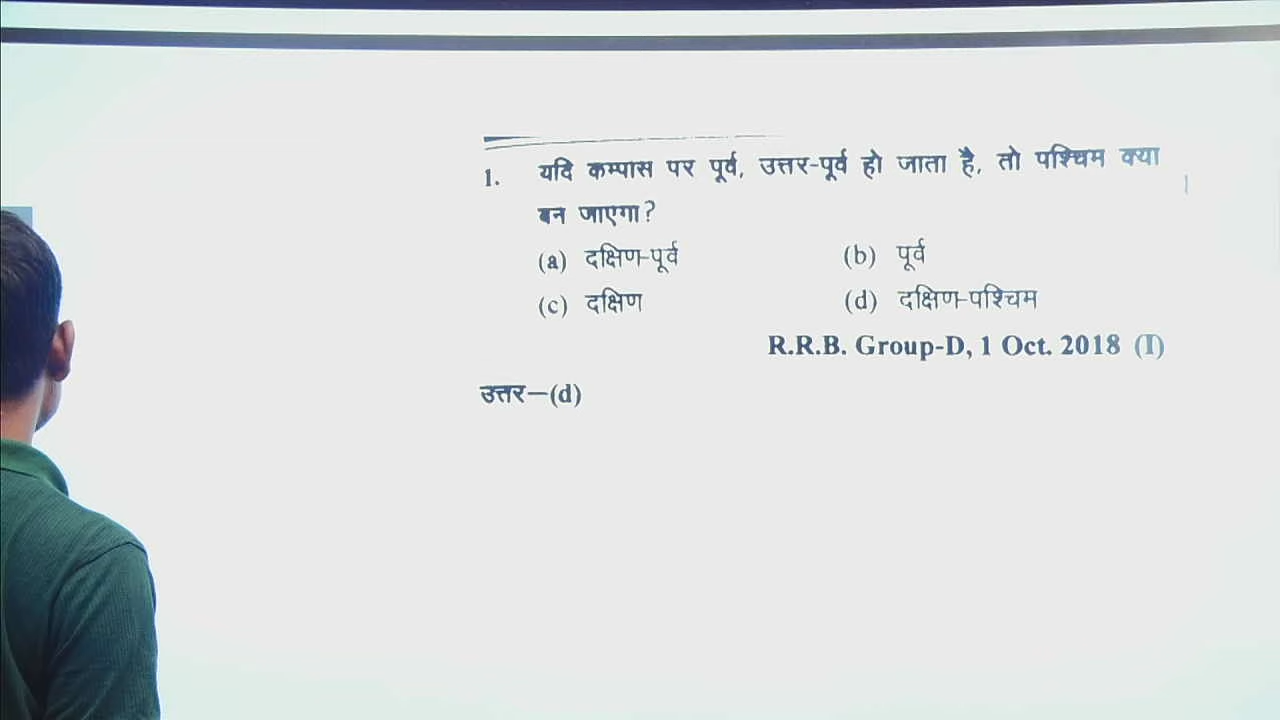 1. यदि कम्पास पर पूर्व, उत्तर-पूर्व हो जाता है, तो पश्चिम क्या
बन जाएगा?
(a) दक्षिण-पूर्व (b) पूर्व
(c) दक्षिण (d) दक्षिण-पश्चिम
R.R.B. Group-D, 1 Oct. 2018 (I)
उत्तर—(d)